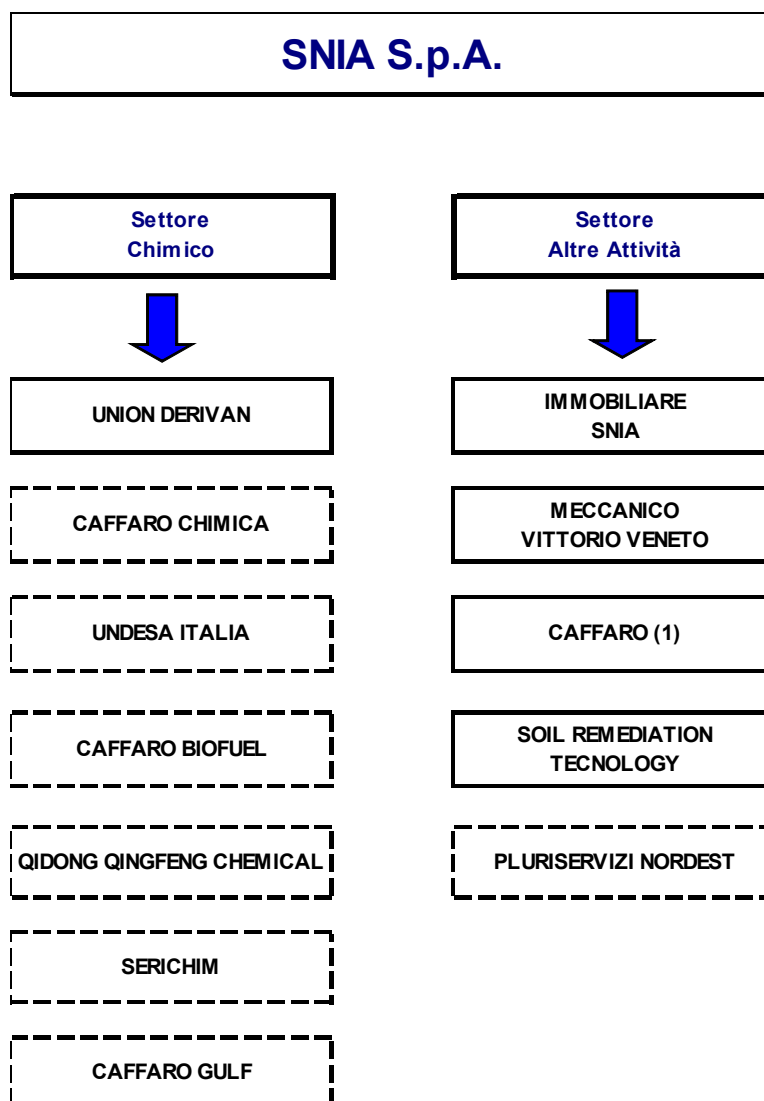 SNIA S.p.A.
Settore
Chimico
UNION DERIVAN
CAFFARO CHIMICA
UNDESA ITALIA
CAFFARO BIOFUEL
QIDONG QINGFENG CHEMICAL
SERICHIM
CAFFARO GULF
Settore
Altre Attività
IMMOBILIARE
SNIA
MECCANICO
VITTORIO VENETO
CAFFARO (1)
SOIL REMEDIATION
TECNOLOGY
PLURISERVIZI NORDEST